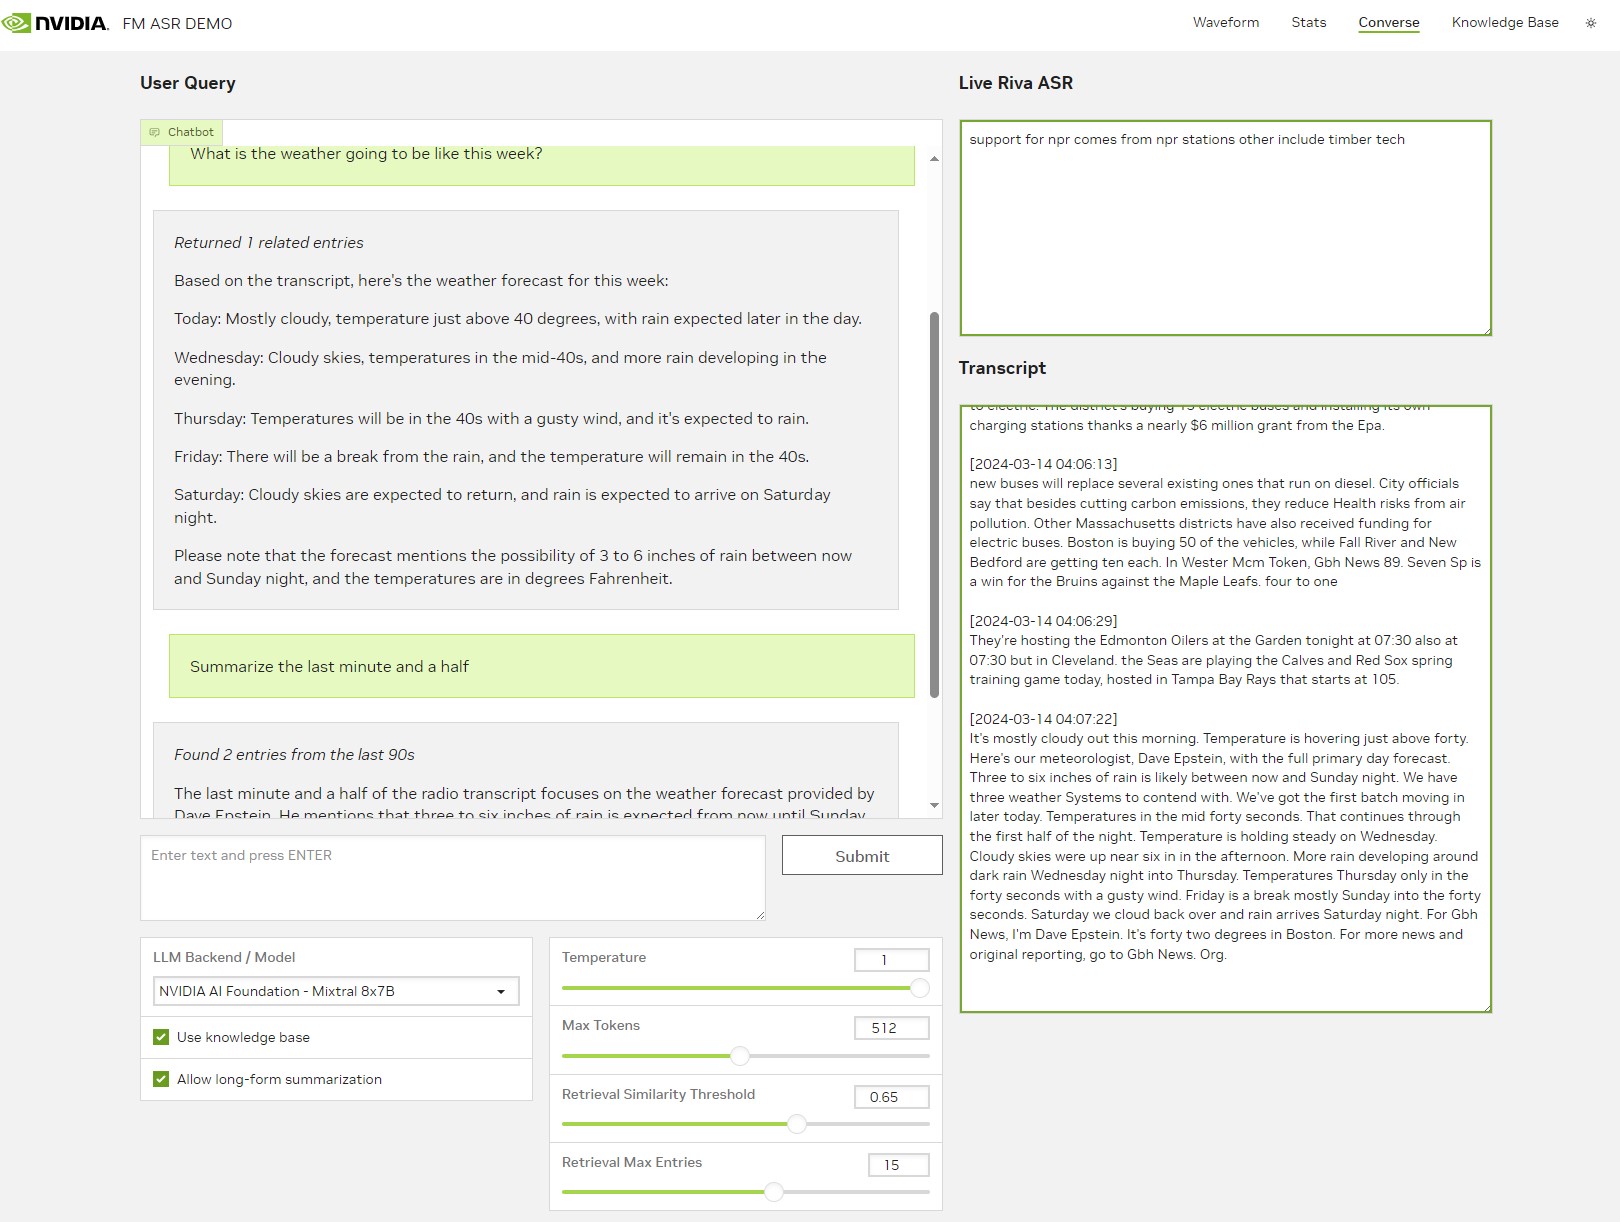 NVIDIA. FM ASR DEMO
Waveform Stats Converse Knowledge Base
User Query
Chatbot
What is the weather going to be like this week?
Returned 1 related entries
Based on the transcript, here's the weather forecast for this week:
Today: Mostly cloudy, temperature just above 40 degrees, with rain expected later in the day.
Wednesday: Cloudy skies, temperatures in the mid-40s, and more rain developing in the
evening.
Thursday: Temperatures will be in the 40s with a gusty wind, and it's expected to rain.
Friday: There will be a break from the rain, and the temperature will remain in the 40s.
Saturday: Cloudy skies are expected to return, and rain is expected to arrive on Saturday
night.
Please note that the forecast mentions the possibility of 3 to 6 inches of rain between now
and Sunday night, and the temperatures are in degrees Fahrenheit.
Summarize the last minute and a half
Found 2 entries from the last 90s
The last minute and a half of the radio transcript focuses on the weather forecast provided by
Dave Epstein. He mentions that three to six inches of rain is expected from now until Sunday
Enter text and press ENTER
Submit
LLM Backend / Model
NVIDIA AI Foundation - Mixtral 8x7B
Use knowledge base
Allow long-form summarization
Temperature
1
Max Tokens
512
Retrieval Similarity Threshold
0.65
Retrieval Max Entries
15
Live Riva ASR
support for npr comes from npr stations other include timber tech
Transcript
to electric. The district's buying 15 electric buses and installing its own
charging stations thanks a nearly $6 million grant from the Epa.
[2024-03-14 04:06:13]
new buses will replace several existing ones that run on diesel. City officials
say that besides cutting carbon emissions, they reduce Health risks from air
pollution. Other Massachusetts districts have also received funding for
electric buses. Boston is buying 50 of the vehicles, while Fall River and New
Bedford are getting ten each. In Wester Mcm Token, Gbh News 89. Seven Sp is
a win for the Bruins against the Maple Leafs. four to one
[2024-03-14 04:06:29]
They're hosting the Edmonton Oilers at the Garden tonight at 07:30 also at
07:30 but in Cleveland. the Seas are playing the Calves and Red Sox spring
training game today, hosted in Tampa Bay Rays that starts at 105.
[2024-03-14 04:07:22]
It's mostly cloudy out this morning. Temperature is hovering just above forty.
Here's our meteorologist, Dave Epstein, with the full primary day forecast.
Three to six inches of rain is likely between now and Sunday night. We have
three weather Systems to contend with. We've got the first batch moving in
later today. Temperatures in the mid forty seconds. That continues through
the first half of the night. Temperature is holding steady on Wednesday.
Cloudy skies were up near six in in the afternoon. More rain developing around
dark rain Wednesday night into Thursday. Temperatures Thursday only in the
forty seconds with a gusty wind. Friday is a break mostly Sunday into the forty
seconds. Saturday we cloud back over and rain arrives Saturday night. For Gbh
News, I'm Dave Epstein. It's forty two degrees in Boston. For more news and
original reporting, go to Gbh News. Org.